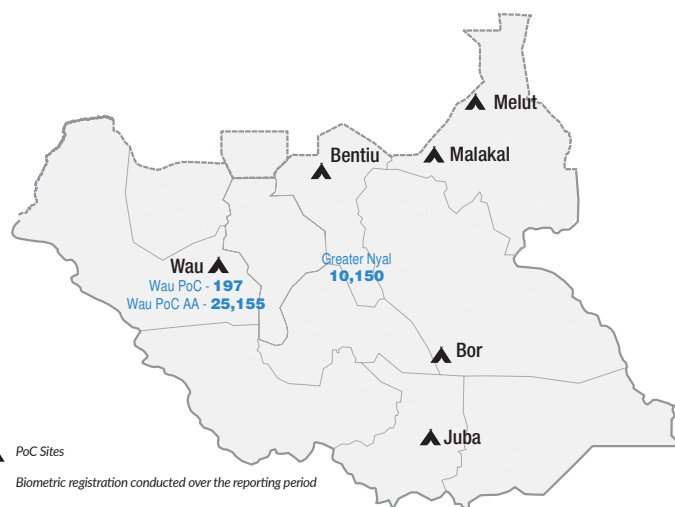 Melut
Bentiu
Malakal
Wau
Greater Nyal
10,150
Wau PoC - 197
Wau PoC AA - 25,155
Bor
Juba
PoC Sites
Biometric registration conducted over the reporting period